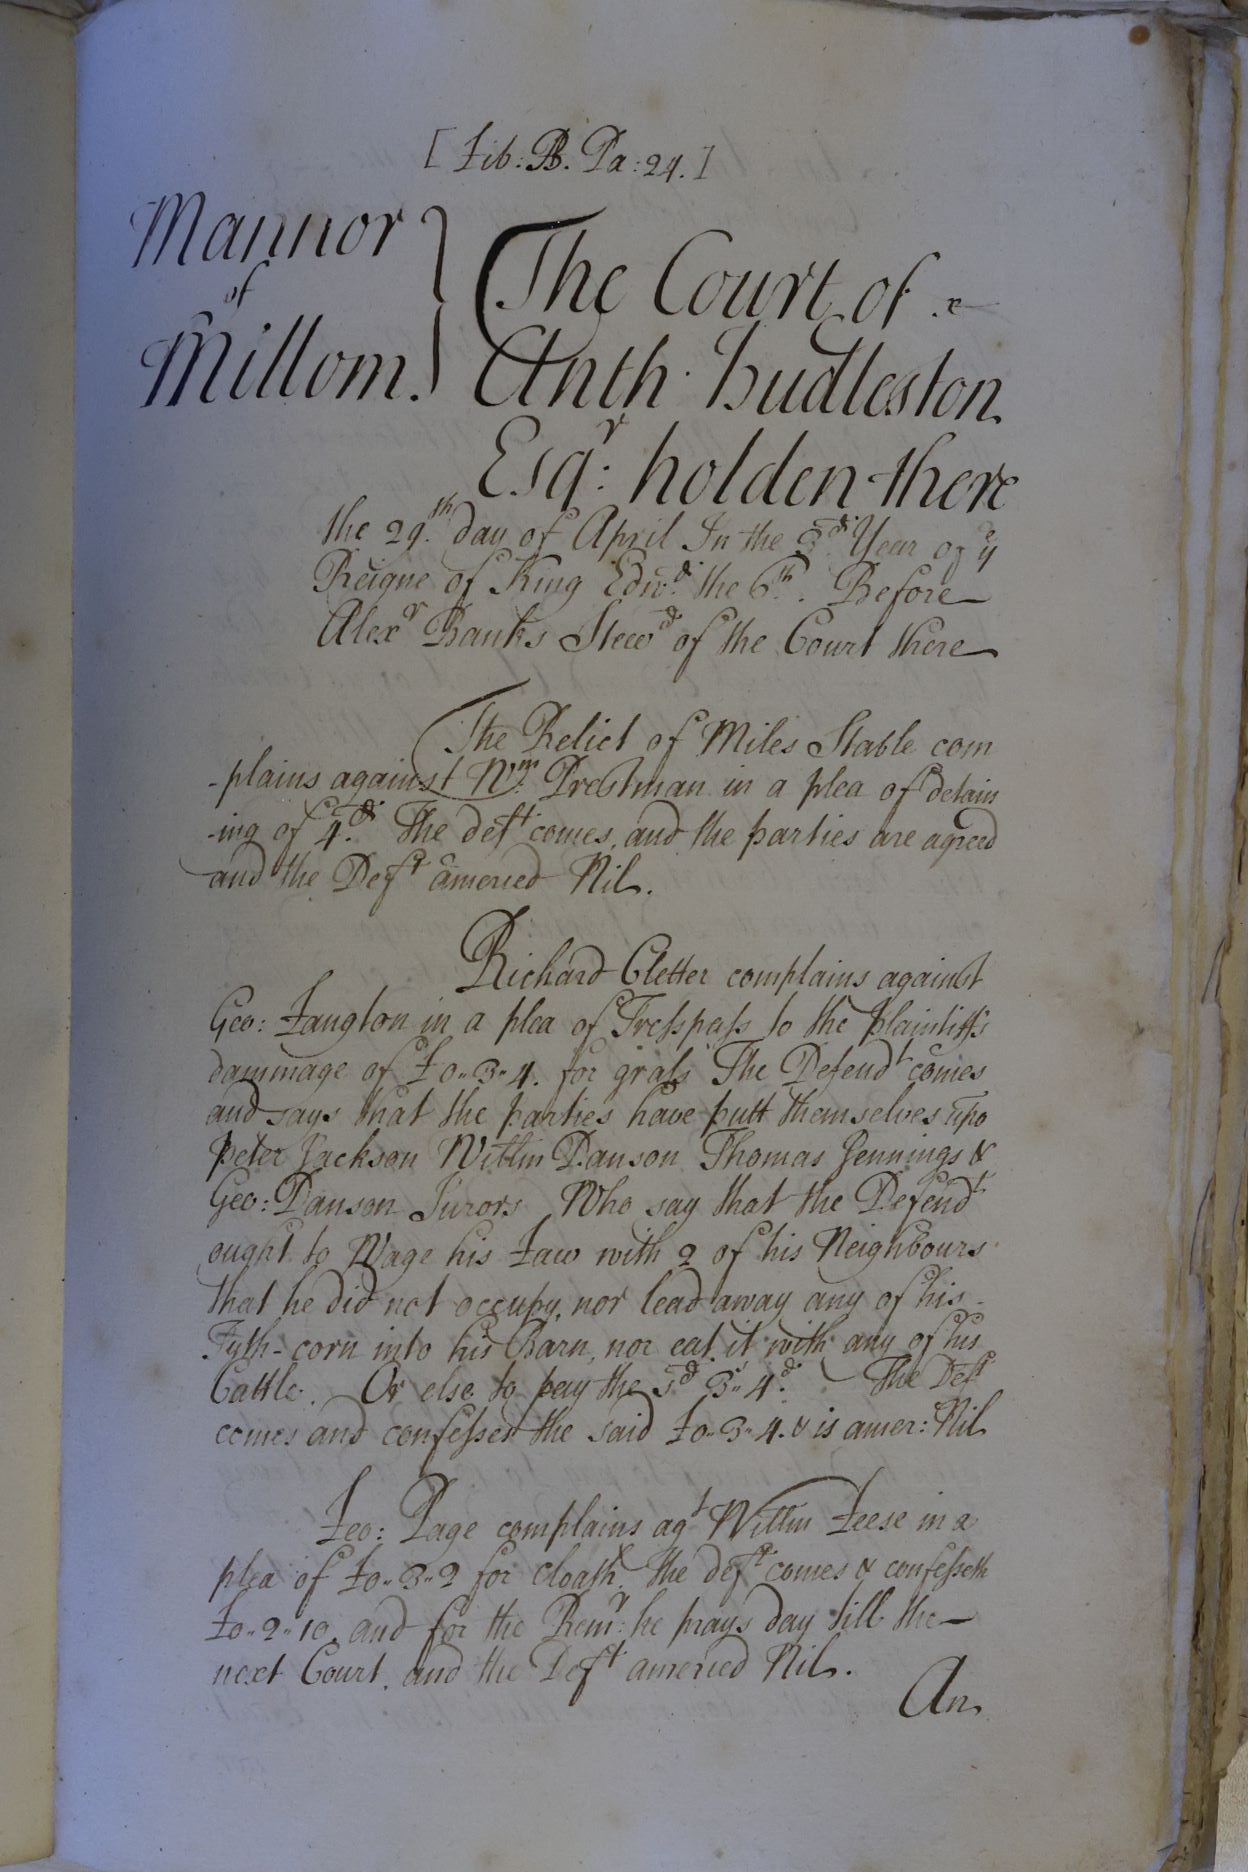 [ Lib: B. Pa: 24. ]
Mannor
of
Millom.
The Court of
Anth: Hudleston
Esqr: holden there
the 29th. day of April In the 3d. Year of ye
Reigne of King Edwd: the 6th. Before
Alexr Banks Stewd of the Court there
The Relict of Miles Stable com
-plains against Wm: Prestman in a plea of detain
-ing of 4d. The deft comes, and the parties are agreed
and the Deft amercied Nil.
Richard Cletter complains against
Geo: Langton in a plea of Tresspass to the Plaintiffs
dammage of £0"3"4. for grass The Defendt comes
and says that the parties have putt themselves upo
Peter Jackson Willm Danson Thomas Jennings &
Geo: Danson Jurors Who say that the Defendt
ought to Wage his Law with 2 of his Neighbours
that he did not occupy, nor lead away any of his
Tyth-corn into his Barn, nor eat it with any of his
Cattle. Or else to pay the sd 3s"4d. The Deft
comes and confesses the said £0"3"4. & is amer: Nil
Leo: Page complains agt Willm Leese in a
plea of £0"3"2 for cloath. the deft comes & confesseth
£0"2"10. and for the Remr: he prays day till the
next Court. and the Deft amercied Nil.
An